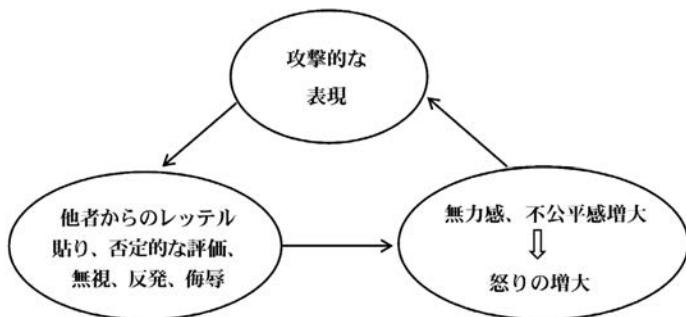 攻撃的な
表現
他者からのレッテル
貼り、否定的な評価、
無視、反発、侮辱
無力感、不公平感増大
怒りの増大